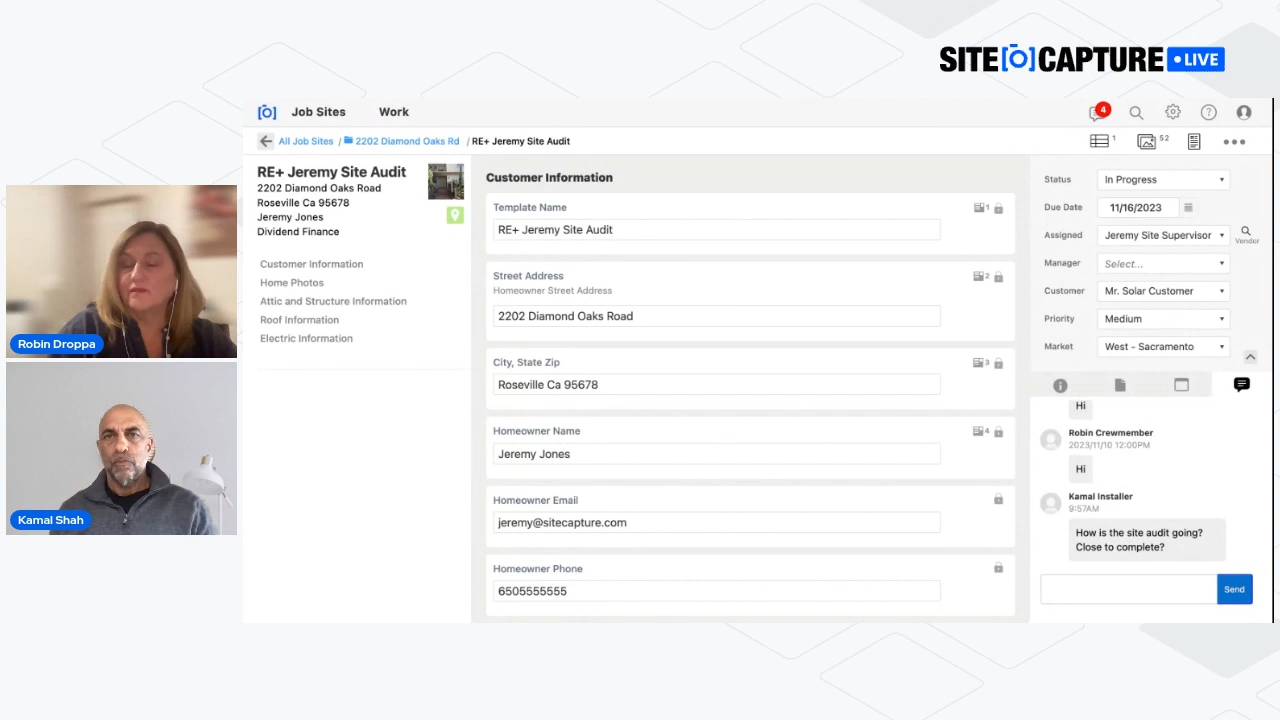 SITE CAPTURE LIVE
Job Sites Work
4
All Job Sites / 2202 Diamond Oaks Rd / RE+ Jeremy Site Audit
1 52
RE+ Jeremy Site Audit
2202 Diamond Oaks Road
Roseville Ca 95678
Jeremy Jones
Dividend Finance
Customer Information
Home Photos
Attic and Structure Information
Roof Information
Electric Information
Customer Information
Template Name
1
RE+ Jeremy Site Audit
Street Address
2
Homeowner Street Address
2202 Diamond Oaks Road
City, State Zip
3
Roseville Ca 95678
Homeowner Name
4
Jeremy Jones
Homeowner Email
jeremy@sitecapture.com
Homeowner Phone
6505555555
Status In Progress
Due Date 11/16/2023
Assigned Jeremy Site Supervisor
Vendor
Manager Select...
Customer Mr. Solar Customer
Priority Medium
Market West - Sacramento
Hi
Robin Crewmember
2023/11/10 12:00PM
Hi
Kamal Installer
9:57AM
How is the site audit going?
Close to complete?
Send
Robin Droppa
Kamal Shah